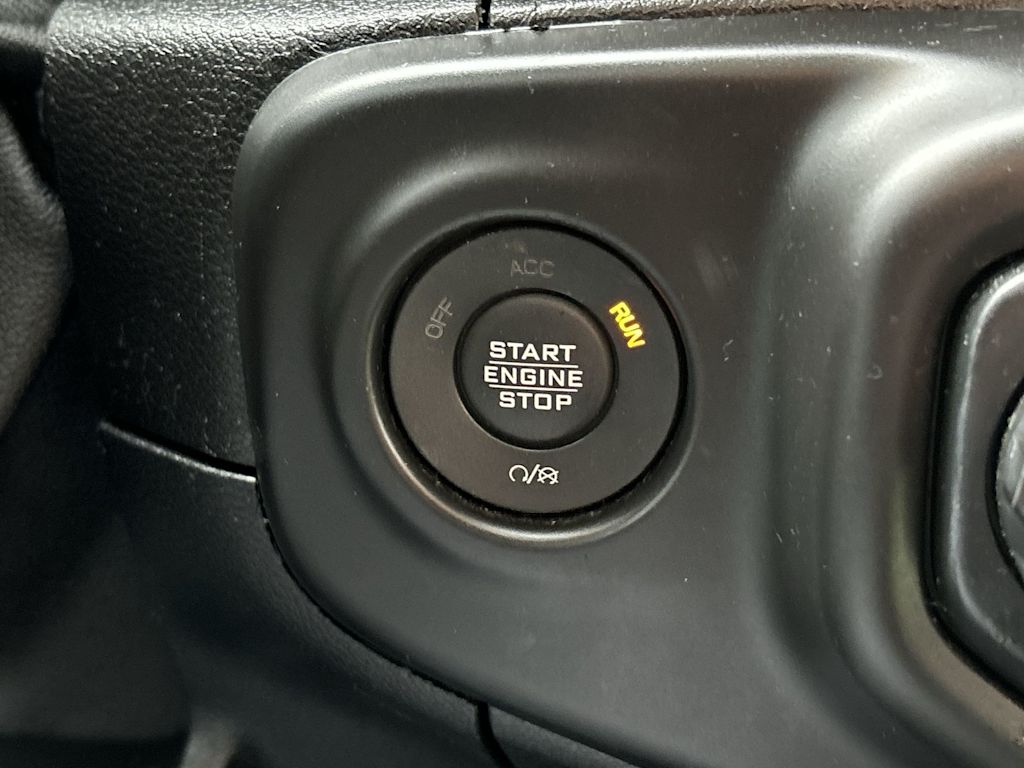 ACC
OFF
RUN
START
ENGINE
STOP